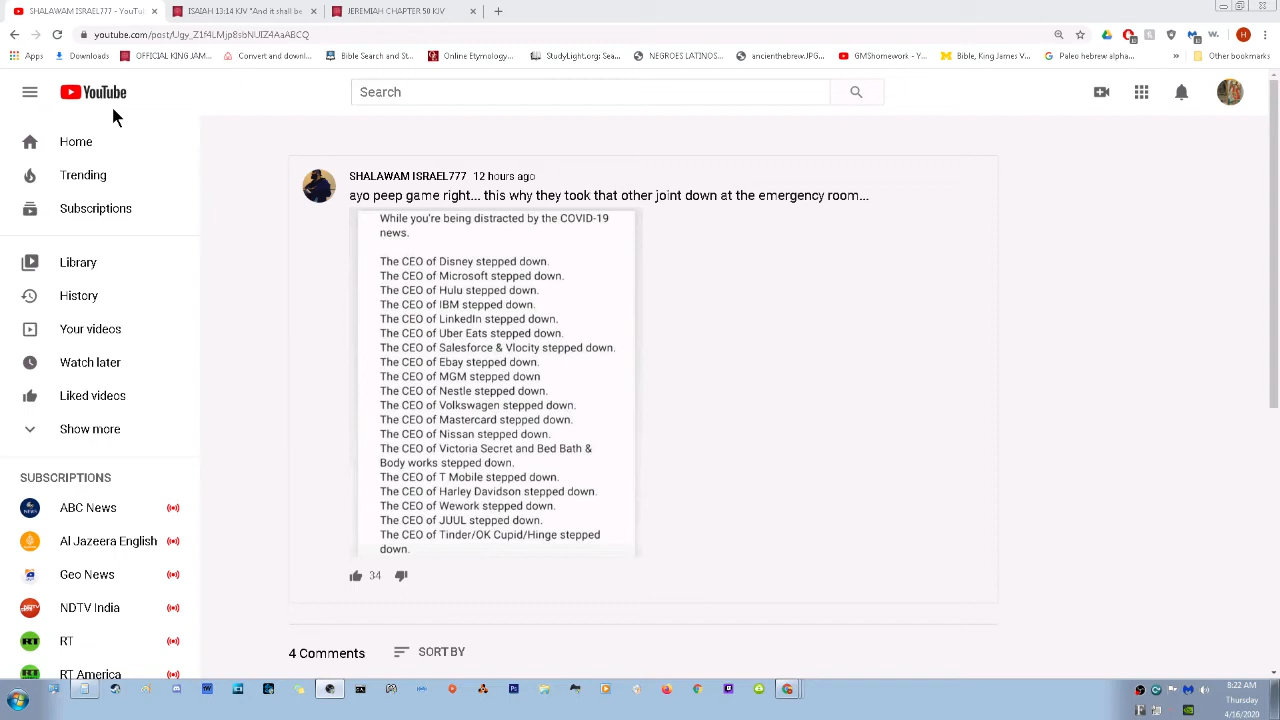 SHALAWAM ISRAEL777 - YouTu
ISAIAH 13:14 KJV "And it shall be
JEREMIAH CHAPTER 50 KJV
youtube.com/post/Ugy_Z1f4LMjp8sbNUlZ4AaABCQ
Apps
Downloads
OFFICIAL KING JAM...
Convert and downl...
Bible Search and St...
Online Etymology...
StudyLight.org: Sea...
NEGROES LATINOS...
ancienthebrew.JPG...
GMShomework - Y...
Bible, King James V...
Paleo hebrew alpha...
»
Other bookmarks
YouTube
Search
Home
Trending
Subscriptions
Library
History
Your videos
Watch later
Liked videos
Show more
SUBSCRIPTIONS
ABC News
Al Jazeera English
Geo News
NDTV India
RT
RT America
SHALAWAM ISRAEL777 12 hours ago
ayo peep game right... this why they took that other joint down at the emergency room...
While you're being distracted by the COVID-19
news.
The CEO of Disney stepped down.
The CEO of Microsoft stepped down.
The CEO of Hulu stepped down.
The CEO of IBM stepped down.
The CEO of LinkedIn stepped down.
The CEO of Uber Eats stepped down.
The CEO of Salesforce & Vlocity stepped down.
The CEO of Ebay stepped down.
The CEO of MGM stepped down
The CEO of Nestle stepped down.
The CEO of Volkswagen stepped down.
The CEO of Mastercard stepped down.
The CEO of Nissan stepped down.
The CEO of Victoria Secret and Bed Bath &
Body works stepped down.
The CEO of T Mobile stepped down.
The CEO of Harley Davidson stepped down.
The CEO of Wework stepped down.
The CEO of JUUL stepped down.
The CEO of Tinder/OK Cupid/Hinge stepped
down.
34
4 Comments
SORT BY
8:22 AM
Thursday
4/16/2020